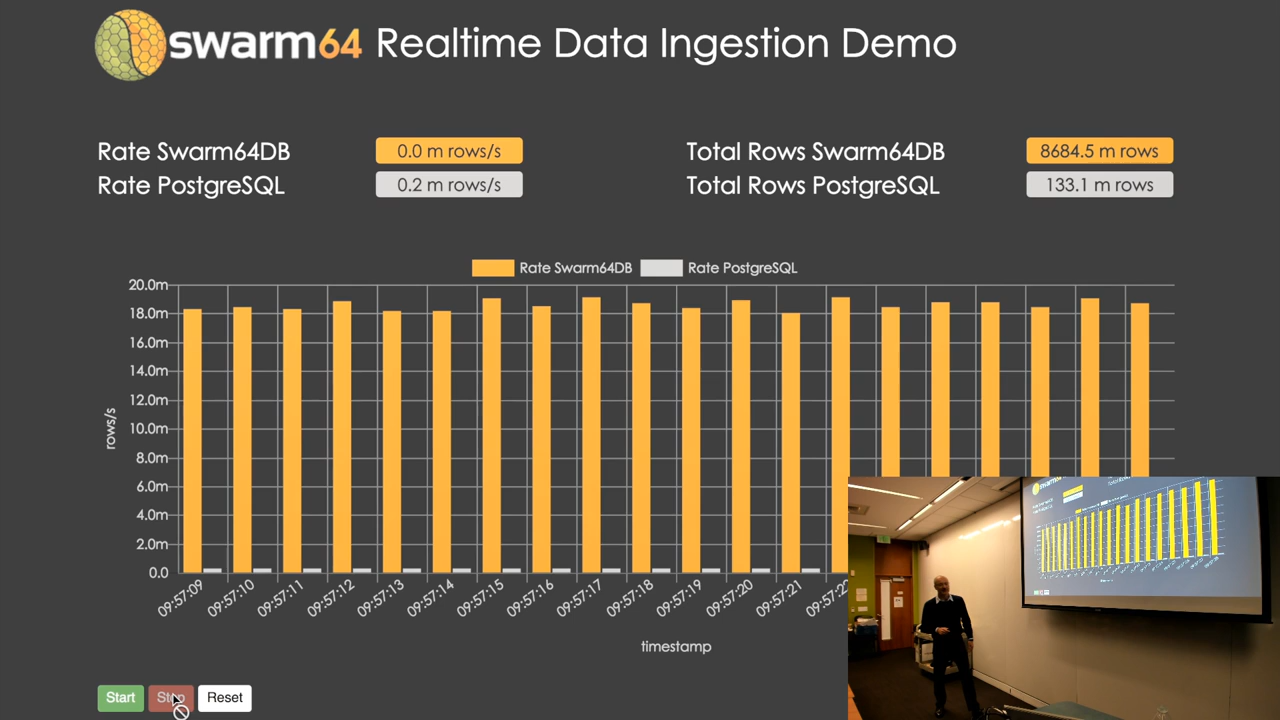 swarm64 Realtime Data Ingestion Demo
Rate Swarm64DB 0.0 m rows/s Total Rows Swarm64DB 8684.5 m rows
Rate PostgreSQL 0.2 m rows/s Total Rows PostgreSQL 133.1 m rows
Rate Swarm64DB Rate PostgreSQL
20.0m
18.0m
16.0m
14.0m
12.0m
10.0m
8.0m
6.0m
4.0m
2.0m
0.0
rows/s
09:57:09 09:57:10 09:57:11 09:57:12 09:57:13 09:57:14 09:57:15 09:57:16 09:57:17 09:57:18 09:57:19 09:57:20 09:57:21
timestamp
Start Stop Reset